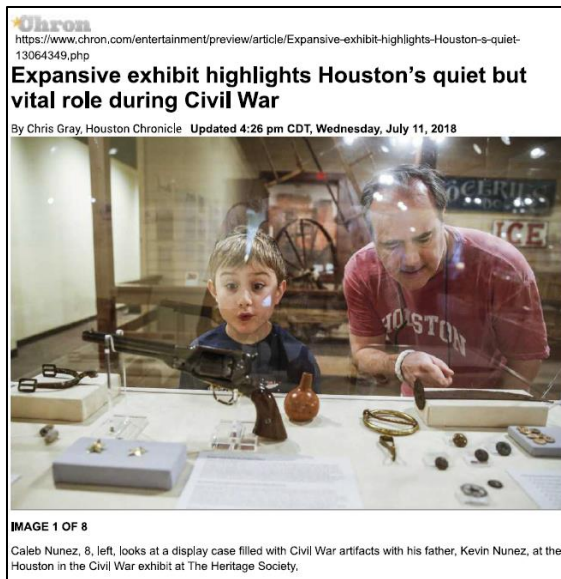 Chron
https://www.chron.com/entertainment/preview/article/Expansive-exhibit-highlights-Houston-s-quiet-
13064349.php
Expansive exhibit highlights Houston's quiet but
vital role during Civil War
By Chris Gray, Houston Chronicle Updated 4:26 pm CDT, Wednesday, July 11, 2018
OCERIES
ICE
HOUSTON
IMAGE 1 OF 8
Caleb Nunez, 8, left, looks at a display case filled with Civil War artifacts with his father, Kevin Nunez, at the
Houston in the Civil War exhibit at The Heritage Society,